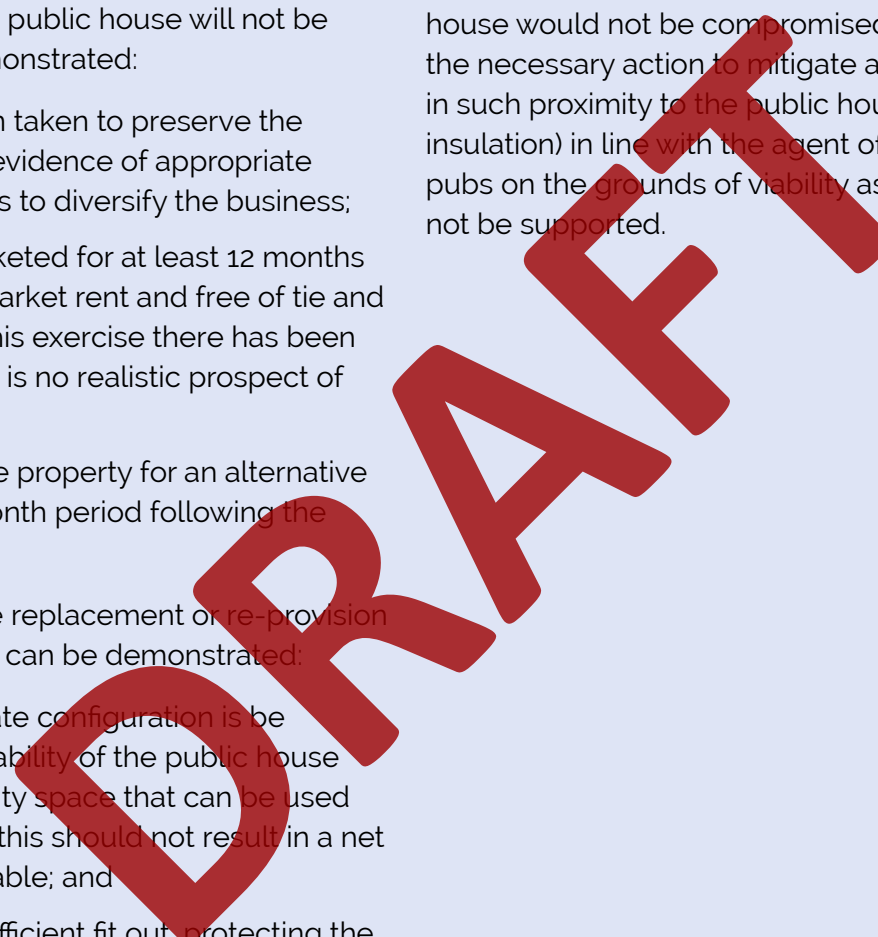 public house will not be
onstrated:
n taken to preserve the
evidence of appropriate
s to diversify the business;
keted for at least 12 months
arket rent and free of tie and
his exercise there has been
is no realistic prospect of
e property for an alternative
onth period following the
e replacement or re-provision
can be demonstrated:
ate configuration is be
ability of the public house
ty space that can be used
this should not result in a net
able; and
fficient fit out, protecting the
house would not be compromised
the necessary action to mitigate a
in such proximity to the public hou
insulation) in line with the agent of
pubs on the grounds of viability as
not be supported.
DRAFT